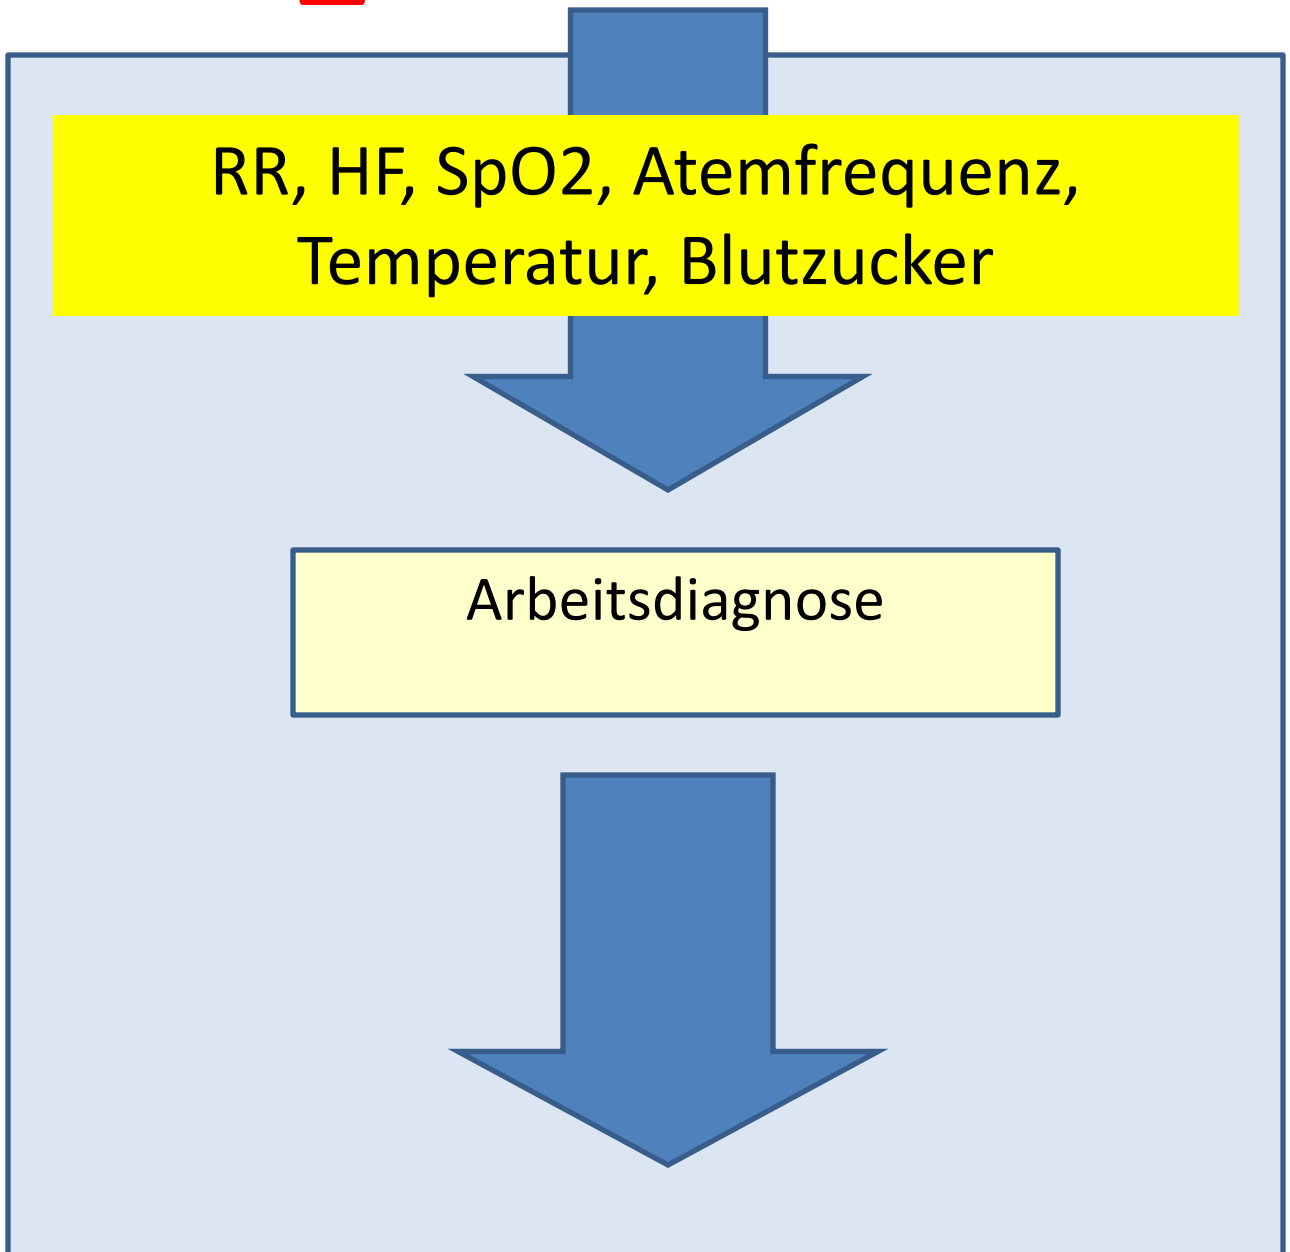 RR, HF, SpO2, Atemfrequenz,
Temperatur, Blutzucker
Arbeitsdiagnose